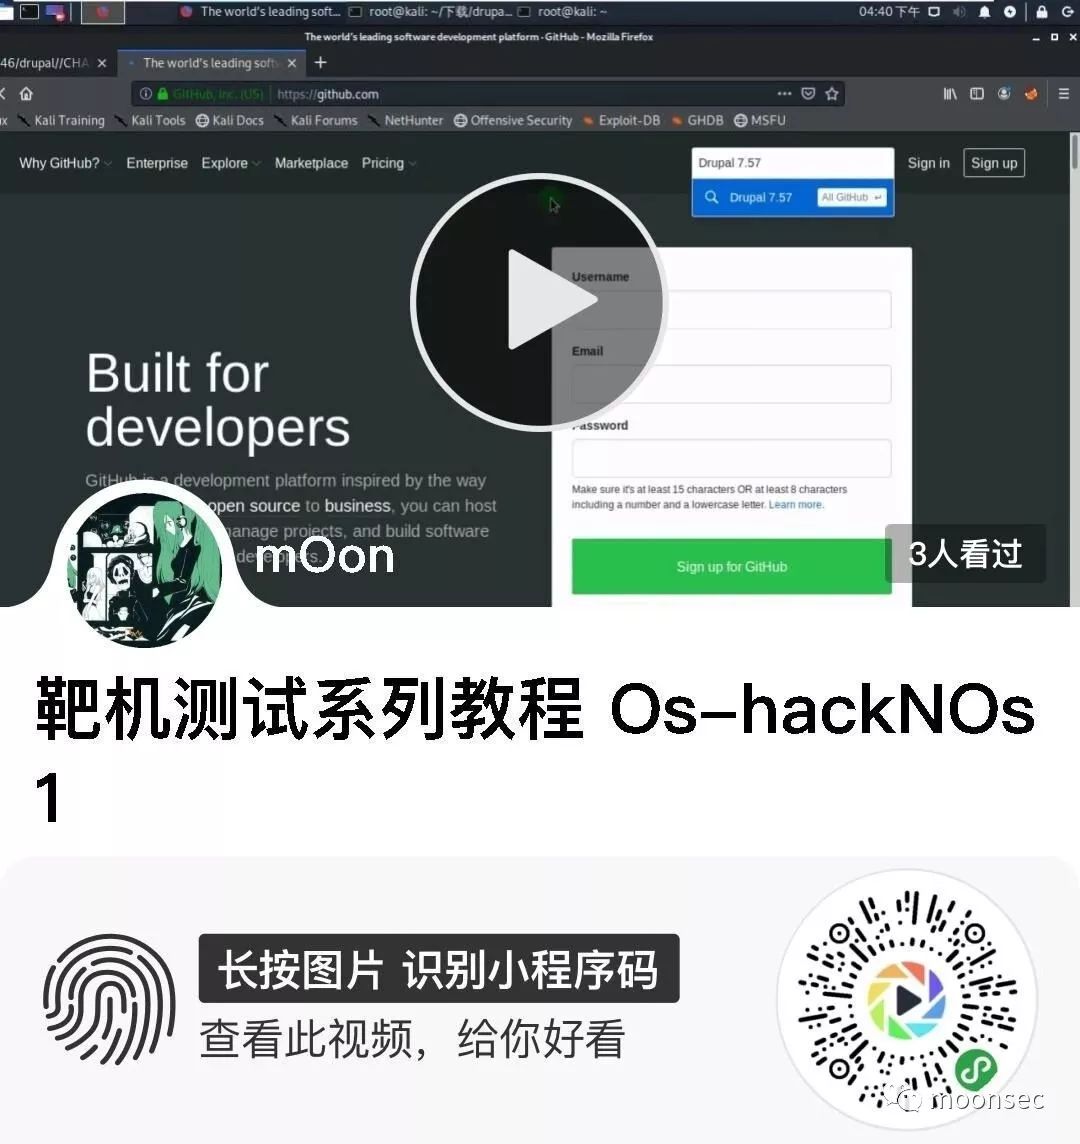 The world's leading soft... root@kali: ~/下载/drupa... root@kali: ~ 04:40 下午
The world's leading software development platform · GitHub - Mozilla Firefox
46/drupal//CHA The world's leading soft
GitHub, Inc. (US) https://github.com
Kali Training Kali Tools Kali Docs Kali Forums NetHunter Offensive Security Exploit-DB GHDB MSFU
Why GitHub? Enterprise Explore Marketplace Pricing Drupal 7.57 Sign in Sign up
Drupal 7.57 All GitHub
Username
Email
Built for
developers
Password
GitHub is a development platform inspired by the way
open source to business, you can host
manage projects, and build software
developers.
Make sure it's at least 15 characters OR at least 8 characters
including a number and a lowercase letter. Learn more.
Sign up for GitHub
mOon
3人看过
靶机测试系列教程 Os-hackNOs
1
长按图片 识别小程序码
查看此视频，给你好看
moonsec